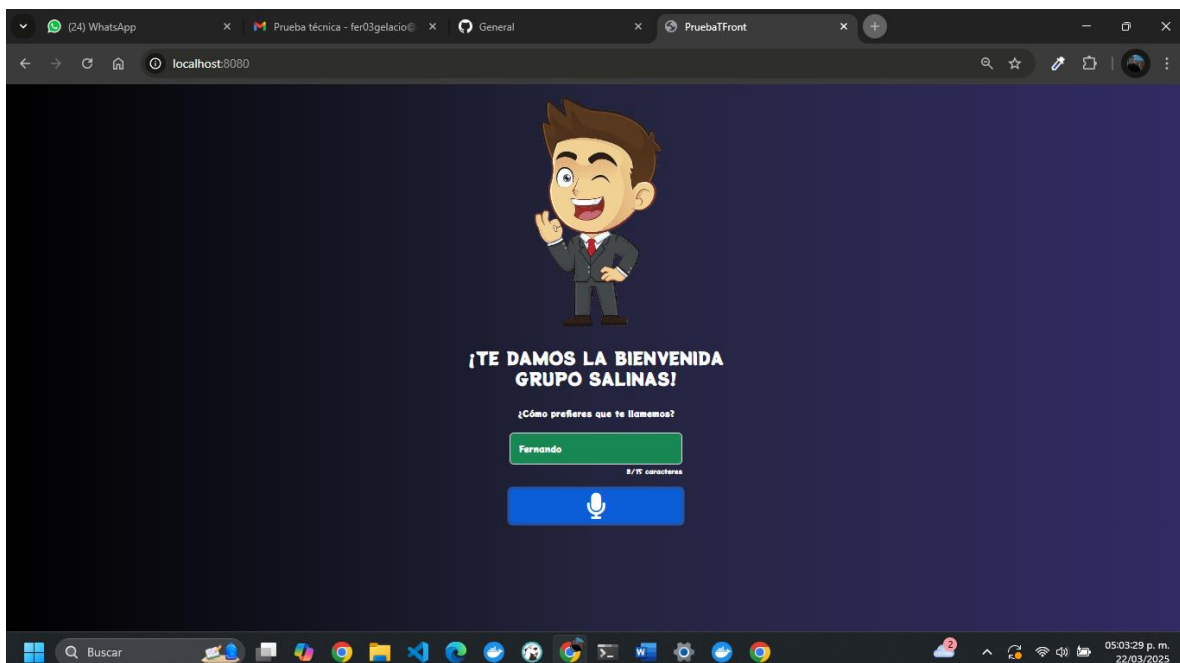 (24) WhatsApp
Prueba técnica - fer03gelacio@
General
PruebaTFront
localhost:8080
¡TE DAMOS LA BIENVENIDA
GRUPO SALINAS!
¿Cómo prefieres que te llamemos?
Fernando
8/15 caracteres
Buscar
2
05:03:29 p. m.
22/03/2025